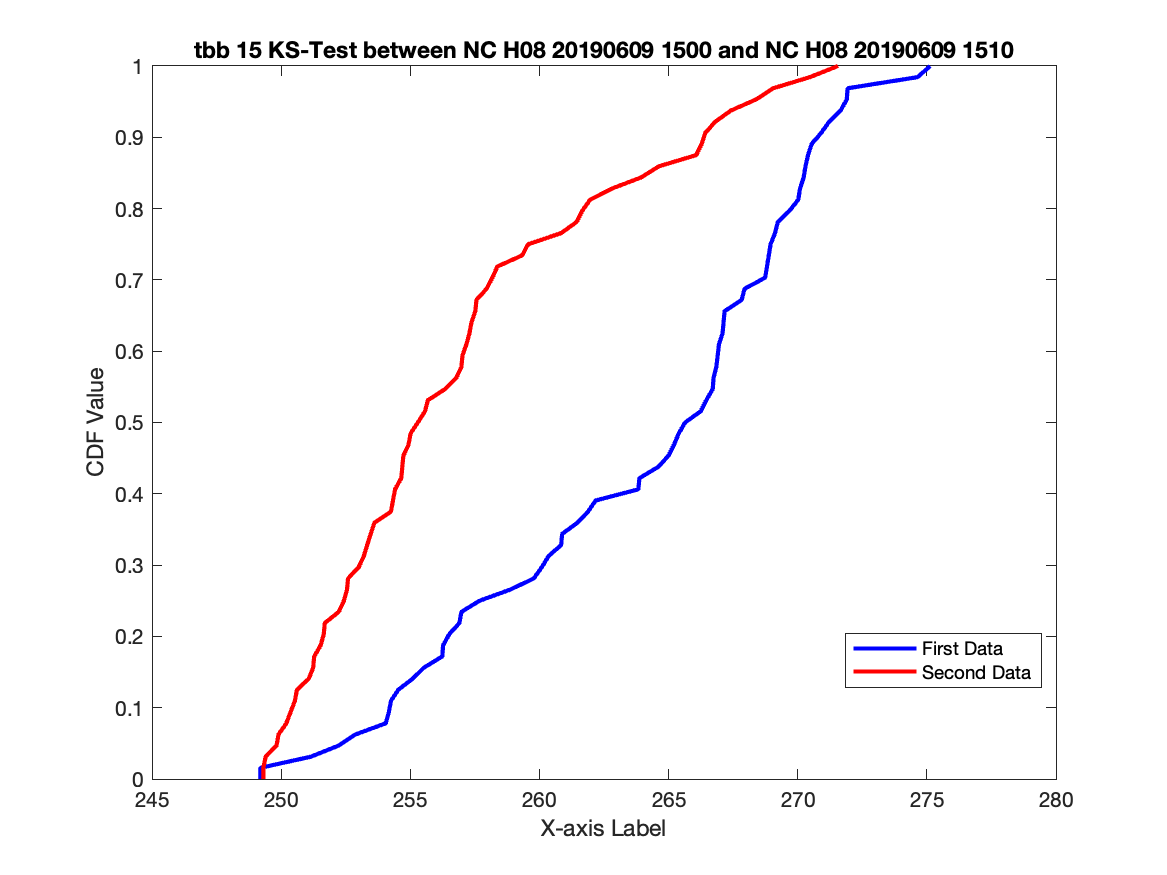 tbb 15 KS-Test between NC H08 20190609 1500 and NC H08 20190609 1510
1
0.9
0.8
0.7
0.6
0.5
0.4
0.3
0.2
0.1
0
CDF Value
First Data
Second Data
245 250 255 260 265 270 275 280
X-axis Label